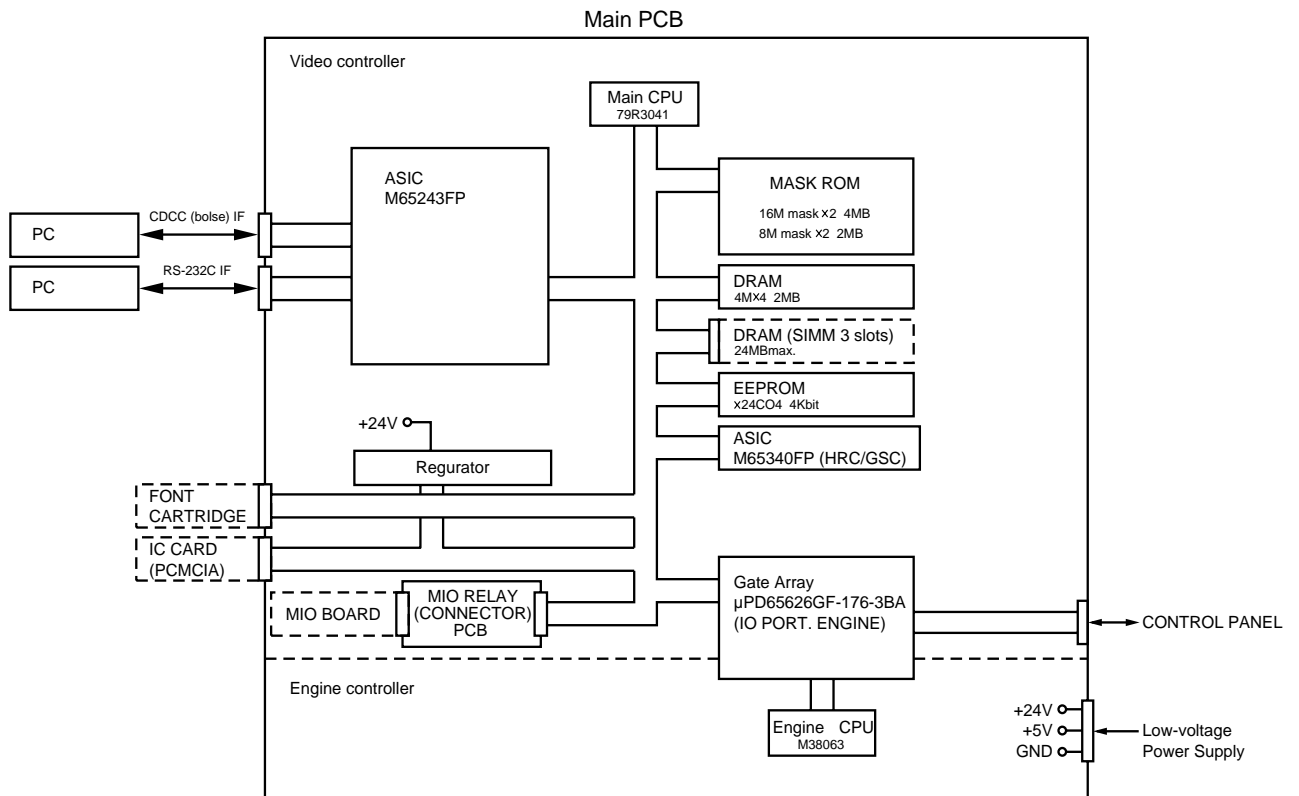 Main PCB
Video controller
Main CPU
79R3041
ASIC
M65243FP
MASK ROM
16M mask ×2 4MB
8M mask ×2 2MB
CDCC (bolse) IF
PC
RS-232C IF
PC
DRAM
4M×4 2MB
DRAM (SIMM 3 slots)
24MBmax.
EEPROM
×24CO4 4Kbit
ASIC
M65340FP (HRC/GSC)
+24V
Regurator
FONT
CARTRIDGE
IC CARD
(PCMCIA)
MIO BOARD
MIO RELAY
(CONNECTOR)
PCB
Gate Array
µPD65626GF-176-3BA
(IO PORT. ENGINE)
CONTROL PANEL
Engine controller
Engine CPU
M38063
+24V
+5V
GND
Low-voltage
Power Supply